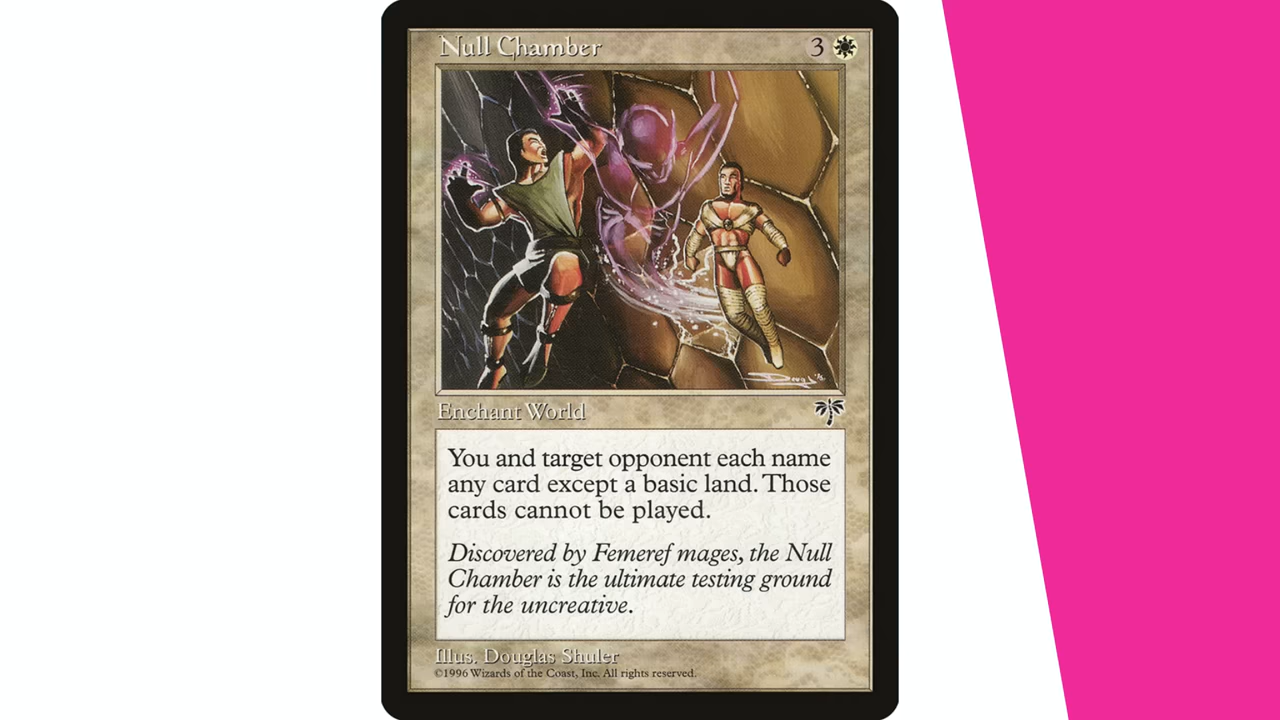 Null Chamber 3
Enchant World
You and target opponent each name
any card except a basic land. Those
cards cannot be played.
Discovered by Femeref mages, the Null
Chamber is the ultimate testing ground
for the uncreative.
Illus. Douglas Shuler
©1996 Wizards of the Coast, Inc. All rights reserved.